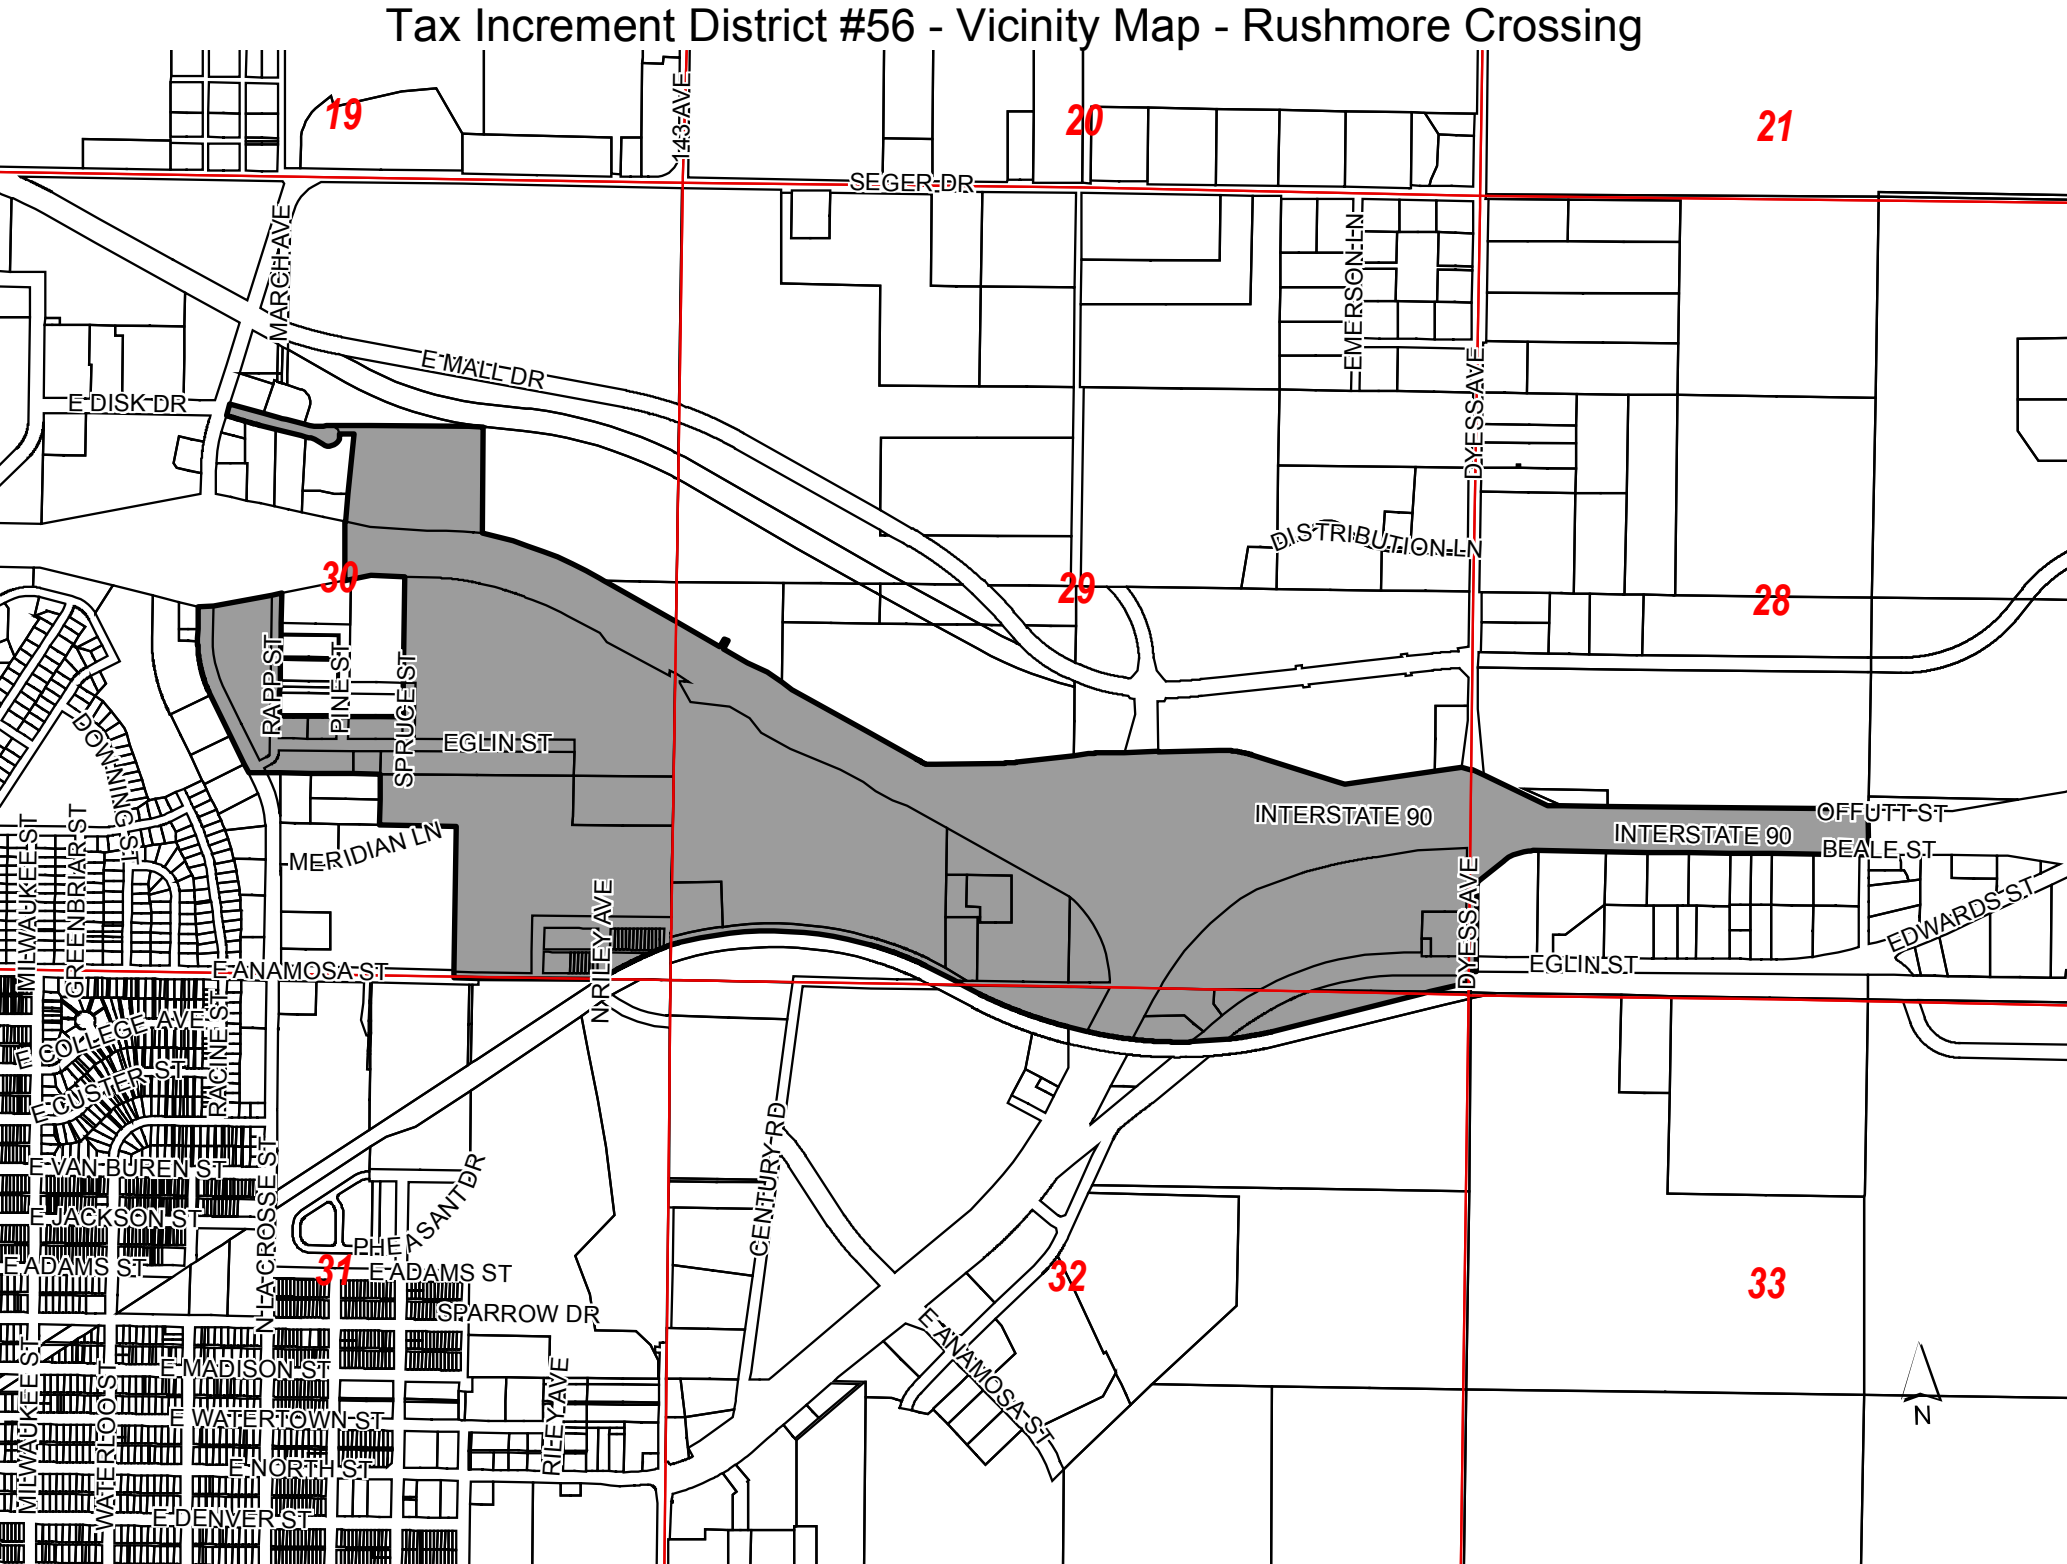 Tax Increment District #56 - Vicinity Map - Rushmore Crossing
19
143 AVE
20
21
SEGER DR
MARCH AVE
EMERSON LN
E MALL DR
E DISK DR
DYESS AVE
DISTRIBUTION LN
30
29
28
RAPP ST
PINE ST
SPRUCE ST
EGLIN ST
DOWNING ST
INTERSTATE 90
INTERSTATE 90
OFFUTT ST
BEALE ST
MILWAUKEE ST
GREENBRIAR ST
MERIDIAN LN
N RILEY AVE
DYESS AVE
EDWARDS ST
EGLIN ST
E ANAMOSA ST
E COLLEGE AVE
RACINE ST
E CUSTER ST
E VAN BUREN ST
E JACKSON ST
E ADAMS ST
N LACROSSE ST
PHEASANT DR
CENTURY RD
31
E ADAMS ST
32
33
SPARROW DR
E ANAMOSA ST
MILWAUKEE ST
WATERLOO ST
E MADISON ST
RILEY AVE
E WATERTOWN ST
E NORTH ST
E DENVER ST
N